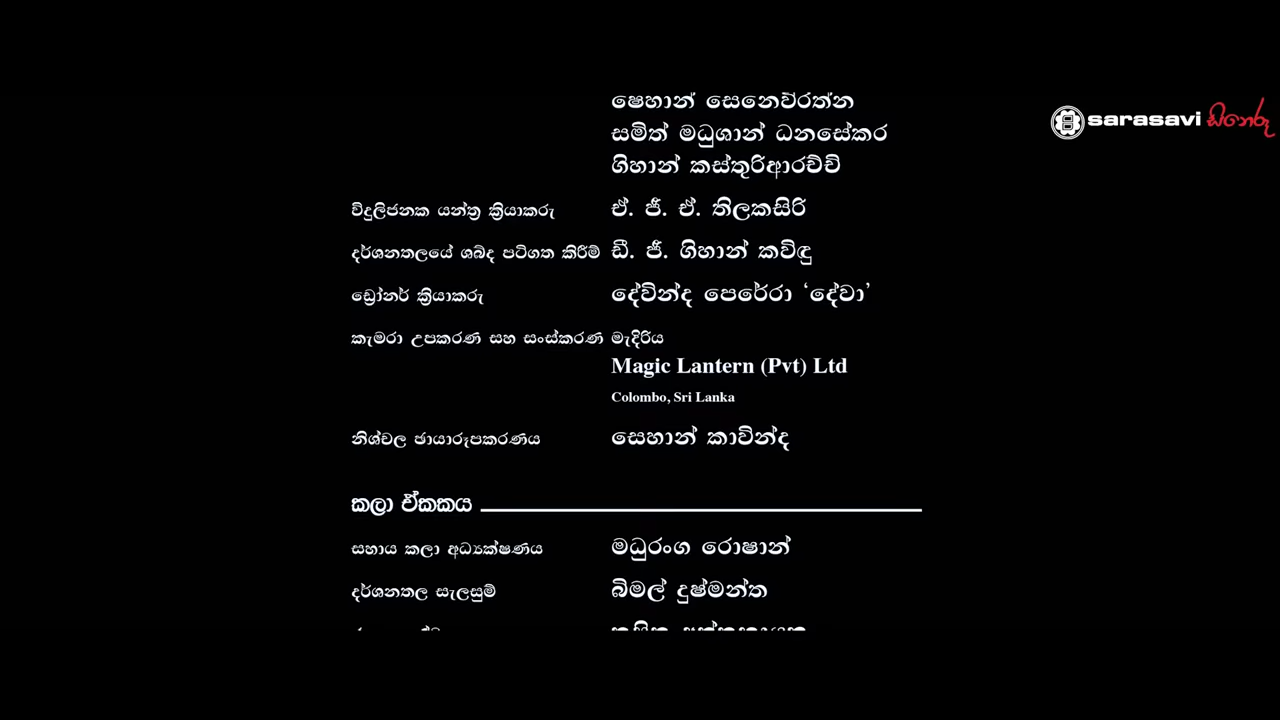 ෂෙහාන් සෙනෙවිරත්න
sarasavi සිනෙරූ
සමිත් මධුශාන් ධනසේකර
ගිහාන් කස්තුරිආරච්චි
විදුලිජනක යන්ත්‍ර ක්‍රියාකරු ඒ. ජී. ඒ. තිලකසිරි
දර්ශනතලයේ ශබ්ද පටිගත කිරීම් ඩී. ජී. ගිහාන් කවිඳු
ඩ්‍රෝනර් ක්‍රියාකරු දේවින්ද පෙරේරා ‘දේවා’
කැමරා උපකරණ සහ සංස්කරණ මැදිරිය
Magic Lantern (Pvt) Ltd
Colombo, Sri Lanka
නිශ්චල ඡායාරූපකරණය සෙහාන් කාවින්ද
කලා ඒකකය
සහාය කලා අධ්‍යක්ෂණය මධුරංග රොෂාන්
දර්ශනතල සැලසුම් බිමල් දුෂ්මන්ත